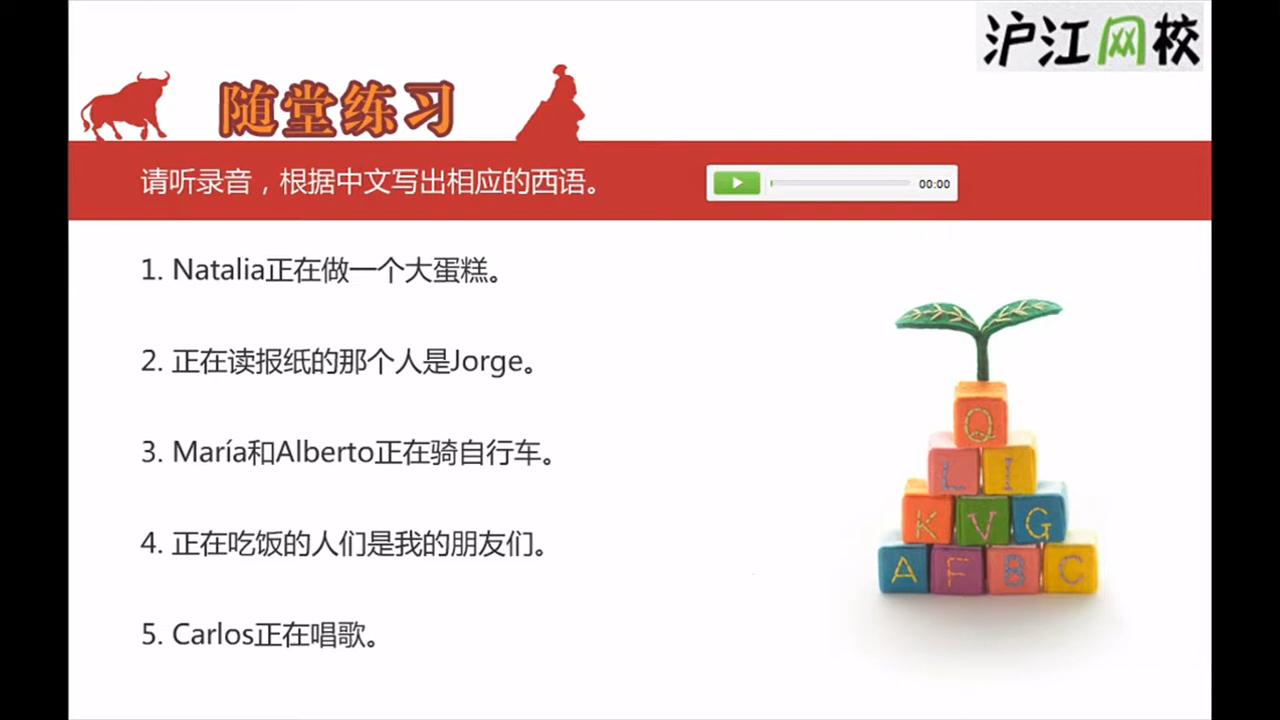 沪江网校
随堂练习
请听录音，根据中文写出相应的西语。
00:00
1. Natalia正在做一个大蛋糕。
2. 正在读报纸的那个人是Jorge。
3. María和Alberto正在骑自行车。
4. 正在吃饭的人们是我的朋友们。
5. Carlos正在唱歌。
Q
L I
K V G
A F B C